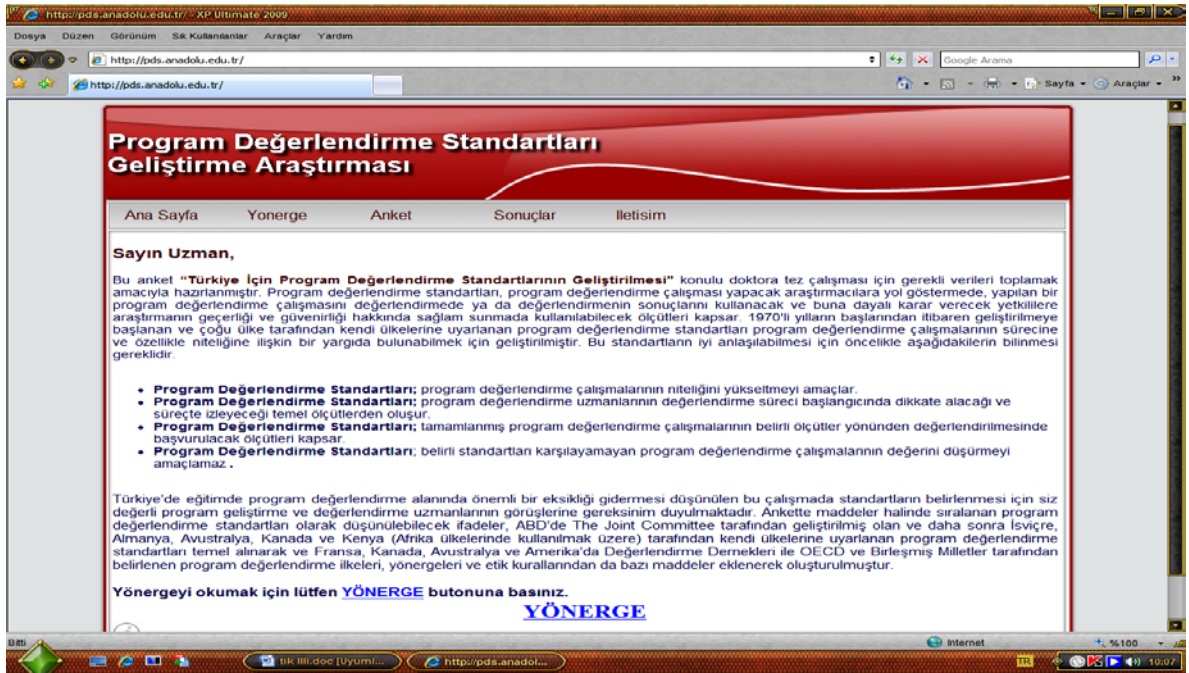 http://pds.anadolu.edu.tr/ - XP Ultimate 2009
Dosya Düzen Görünüm Sık Kullanılanlar Araçlar Yardım
http://pds.anadolu.edu.tr/ Google Arama
http://pds.anadolu.edu.tr/ Sayfa Araçlar
Program Değerlendirme Standartları
Geliştirme Araştırması
Ana Sayfa Yonerge Anket Sonuçlar Iletisim
Sayın Uzman,
Bu anket “Türkiye İçin Program Değerlendirme Standartlarının Geliştirilmesi” konulu doktora tez çalışması için gerekli verileri toplamak
amacıyla hazırlanmıştır. Program değerlendirme standartları, program değerlendirme çalışması yapacak araştırmacılara yol göstermede, yapılan bir
program değerlendirme çalışmasını değerlendirmede ya da değerlendirmenin sonuçlarını kullanacak ve buna dayalı karar verecek yetkililere
araştırmanın geçerliği ve güvenirliği hakkında sağlam sunmada kullanılabilecek ölçütleri kapsar. 1970'li yılların başlarından itibaren geliştirilmeye
başlanan ve çoğu ülke tarafından kendi ülkelerine uyarlanan program değerlendirme standartları program değerlendirme çalışmalarının sürecine
ve özellikle niteliğine ilişkin bir yargıda bulunabilmek için geliştirilmiştir. Bu standartların iyi anlaşılabilmesi için öncelikle aşağıdakilerin bilinmesi
gereklidir.
• Program Değerlendirme Standartları; program değerlendirme çalışmalarının niteliğini yükseltmeyi amaçlar.
• Program Değerlendirme Standartları; program değerlendirme uzmanlarının değerlendirme süreci başlangıcında dikkate alacağı ve
süreçte izleyeceği temel ölçütlerden oluşur.
• Program Değerlendirme Standartları; tamamlanmış program değerlendirme çalışmalarının belirli ölçütler yönünden değerlendirilmesinde
başvurulacak ölçütleri kapsar.
• Program Değerlendirme Standartları; belirli standartları karşılayamayan program değerlendirme çalışmalarının değerini düşürmeyi
amaçlamaz .
Türkiye'de eğitimde program değerlendirme alanında önemli bir eksikliği gidermesi düşünülen bu çalışmada standartların belirlenmesi için siz
değerli program geliştirme ve değerlendirme uzmanlarının görüşlerine gereksinim duyulmaktadır. Ankette maddeler halinde sıralanan program
değerlendirme standartları olarak düşünülebilecek ifadeler, ABD'de The Joint Committee tarafından geliştirilmiş olan ve daha sonra İsviçre,
Almanya, Avustralya, Kanada ve Kenya (Afrika ülkelerinde kullanılmak üzere) tarafından kendi ülkelerine uyarlanan program değerlendirme
standartları temel alınarak ve Fransa, Kanada, Avustralya ve Amerika'da Değerlendirme Dernekleri ile OECD ve Birleşmiş Milletler tarafından
belirlenen program değerlendirme ilkeleri, yönergeleri ve etik kurallarından da bazı maddeler eklenerek oluşturulmuştur.
Yönergeyi okumak için lütfen YÖNERGE butonuna basınız.
YÖNERGE
Bitti Internet %100
tik IIIi.doc [Uyuml... http://pds.anadol... TR 10:07